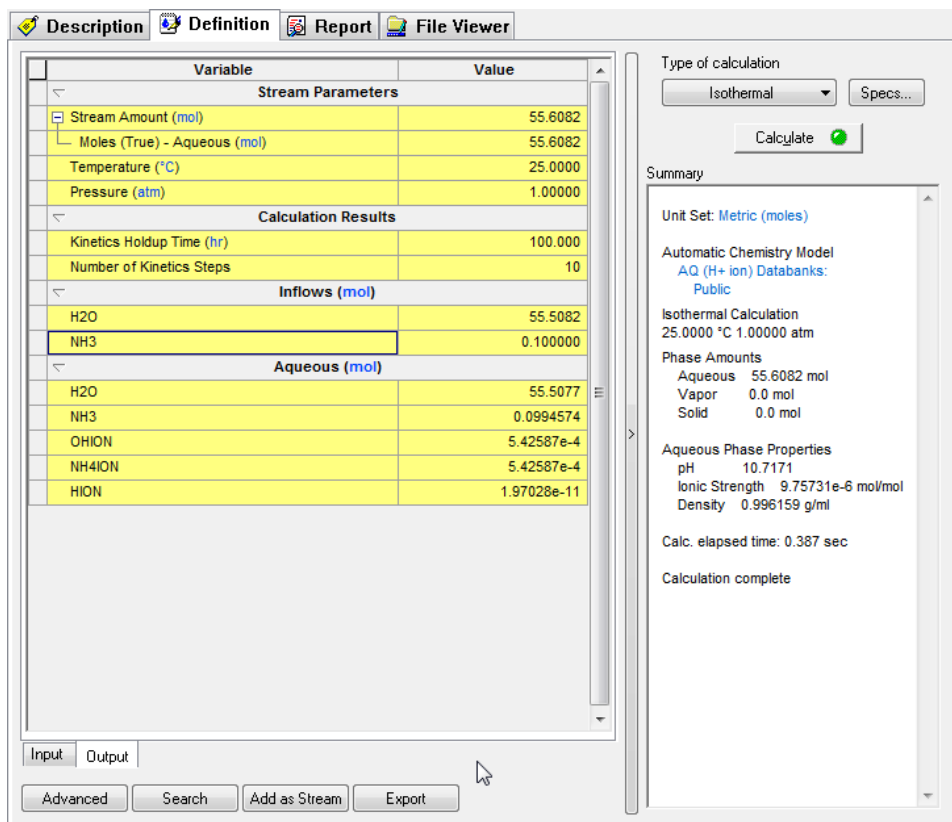 Description Definition Report File Viewer
Variable Value
Stream Parameters
Stream Amount (mol) 55.6082
Moles (True) - Aqueous (mol) 55.6082
Temperature (°C) 25.0000
Pressure (atm) 1.00000
Calculation Results
Kinetics Holdup Time (hr) 100.000
Number of Kinetics Steps 10
Inflows (mol)
H2O 55.5082
NH3 0.100000
Aqueous (mol)
H2O 55.5077
NH3 0.0994574
OHION 5.42587e-4
NH4ION 5.42587e-4
HION 1.97028e-11
Input Output
Advanced Search Add as Stream Export
Type of calculation
Isothermal Specs...
Calculate
Summary
Unit Set: Metric (moles)
Automatic Chemistry Model
AQ (H+ ion) Databanks:
Public
Isothermal Calculation
25.0000 °C 1.00000 atm
Phase Amounts
Aqueous 55.6082 mol
Vapor 0.0 mol
Solid 0.0 mol
Aqueous Phase Properties
pH 10.7171
Ionic Strength 9.75731e-6 mol/mol
Density 0.996159 g/ml
Calc. elapsed time: 0.387 sec
Calculation complete